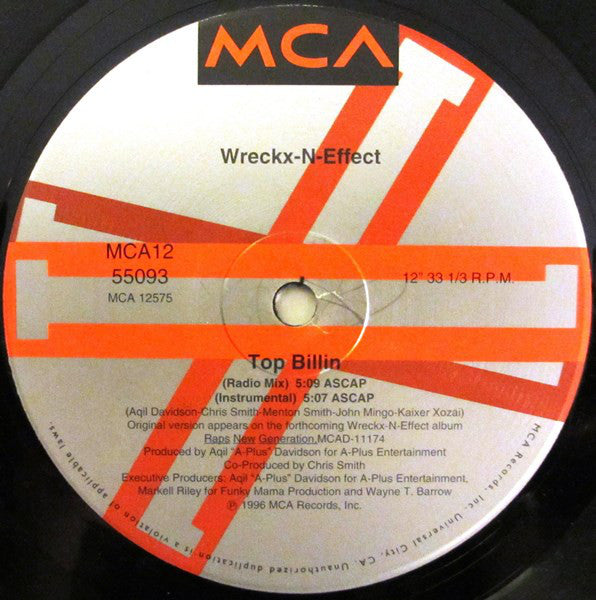 MCA
Wreckx-N-Effect
MCA12
55093
MCA 12575
12" 33 1/3 R.P.M.
Top Billin
(Radio Mix) 5:09 ASCAP
(Instrumental) 5:07 ASCAP
(Aqil Davidson-Chris Smith-Menton Smith-John Mingo-Kaixer Xozái)
Original version appears on the forthcoming Wreckx-N-Effect album
Raps New Generation,MCAD-11174
Produced by Aqil "A-Plus" Davidson for A-Plus Entertainment
Co-Produced by Chris Smith
Executive Producers: Aqil "A-Plus" Davidson for A-Plus Entertainment,
Markell Riley for Funky Mama Production and Wayne T. Barrow
℗ 1996 MCA Records, Inc.
MCA Records, Inc. Universal City, CA. Unauthorized duplication is a violation of applicable laws.